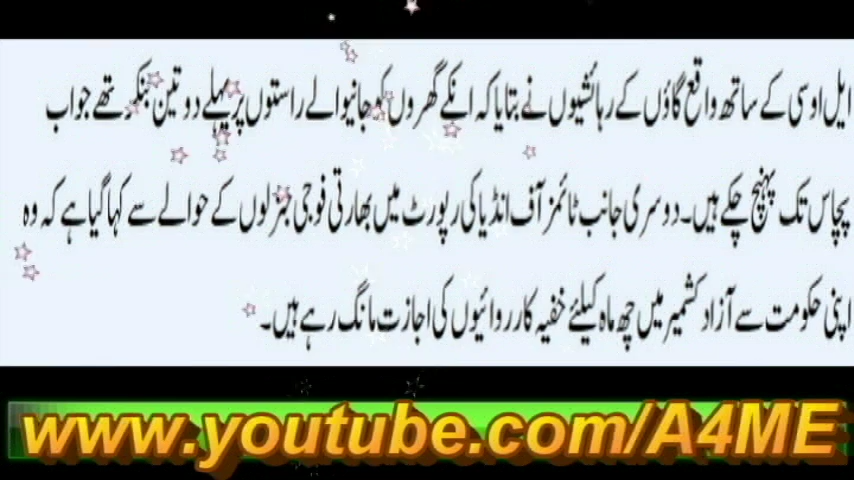 ایل او سی کے ساتھ واقع گاؤں کے رہائشیوں نے بتایا کہ انکے گھروں کو جانیوالے راستوں پر پہلے دو تین بنکر تھے جو اب
پچاس تک پہنچ چکے ہیں۔ دوسری جانب ٹائمز آف انڈیا کی رپورٹ میں بھارتی فوجی جنرلوں کے حوالے سے کہا گیا ہے کہ وہ
اپنی حکومت سے آزاد کشمیر میں چھ ماہ کیلئے خفیہ کارروائیوں کی اجازت مانگ رہے ہیں۔
www.youtube.com/A4ME